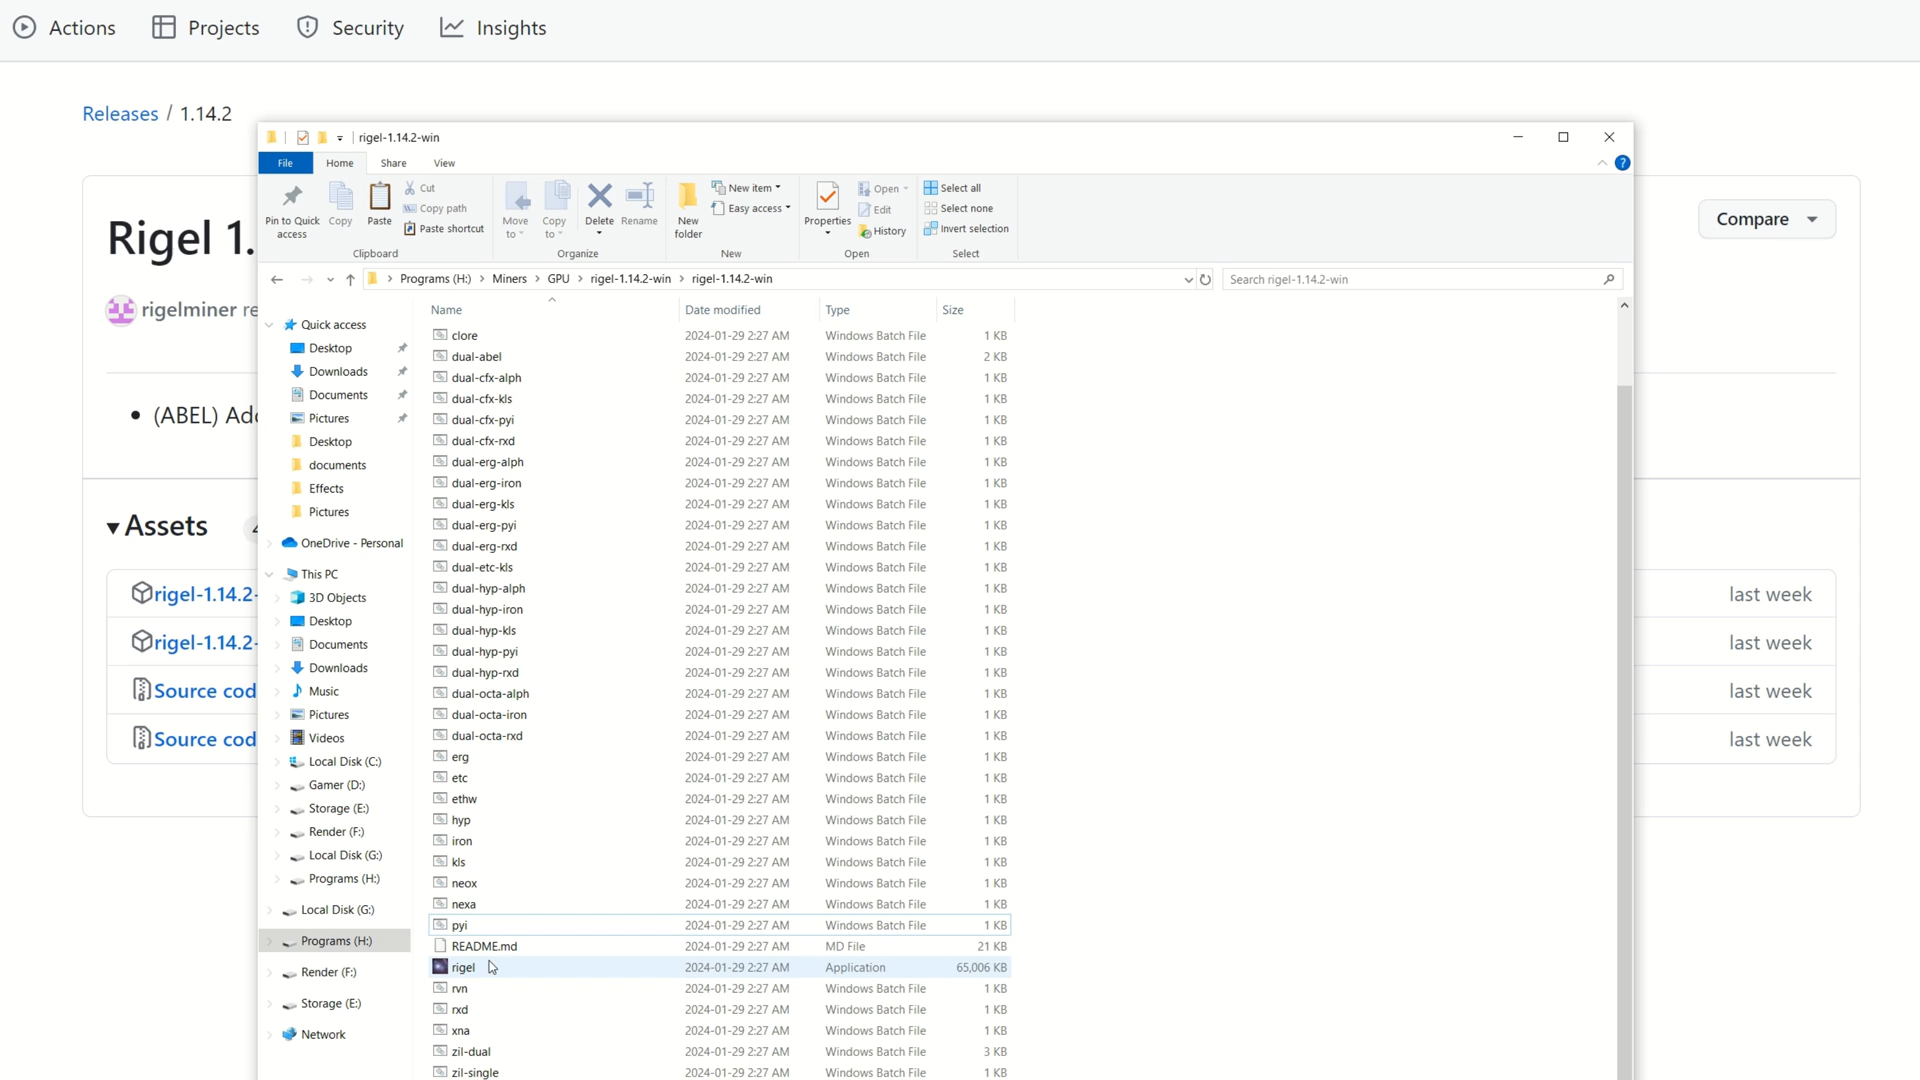 Actions Projects Security Insights
Releases / 1.14.2
rigel-1.14.2-win
File Home Share View
Pin to Quick access
Copy
Paste
Cut
Copy path
Paste shortcut
Clipboard
Move to
Copy to
Delete
Rename
Organize
New folder
New item
Easy access
New
Properties
Open
Edit
History
Open
Select all
Select none
Invert selection
Select
Compare
Rigel 1.
rigelminer re
(ABEL) Add
Assets
rigel-1.14.2- last week
rigel-1.14.2- last week
Source cod last week
Source cod last week
Programs (H:) Miners GPU rigel-1.14.2-win rigel-1.14.2-win
Search rigel-1.14.2-win
Quick access
Desktop
Downloads
Documents
Pictures
Desktop
documents
Effects
Pictures
OneDrive - Personal
This PC
3D Objects
Desktop
Documents
Downloads
Music
Pictures
Videos
Local Disk (C:)
Gamer (D:)
Storage (E:)
Render (F:)
Local Disk (G:)
Programs (H:)
Local Disk (G:)
Programs (H:)
Render (F:)
Storage (E:)
Network
Name Date modified Type Size
clore 2024-01-29 2:27 AM Windows Batch File 1 KB
dual-abel 2024-01-29 2:27 AM Windows Batch File 2 KB
dual-cfx-alph 2024-01-29 2:27 AM Windows Batch File 1 KB
dual-cfx-kls 2024-01-29 2:27 AM Windows Batch File 1 KB
dual-cfx-pyi 2024-01-29 2:27 AM Windows Batch File 1 KB
dual-cfx-rxd 2024-01-29 2:27 AM Windows Batch File 1 KB
dual-erg-alph 2024-01-29 2:27 AM Windows Batch File 1 KB
dual-erg-iron 2024-01-29 2:27 AM Windows Batch File 1 KB
dual-erg-kls 2024-01-29 2:27 AM Windows Batch File 1 KB
dual-erg-pyi 2024-01-29 2:27 AM Windows Batch File 1 KB
dual-erg-rxd 2024-01-29 2:27 AM Windows Batch File 1 KB
dual-etc-kls 2024-01-29 2:27 AM Windows Batch File 1 KB
dual-hyp-alph 2024-01-29 2:27 AM Windows Batch File 1 KB
dual-hyp-iron 2024-01-29 2:27 AM Windows Batch File 1 KB
dual-hyp-kls 2024-01-29 2:27 AM Windows Batch File 1 KB
dual-hyp-pyi 2024-01-29 2:27 AM Windows Batch File 1 KB
dual-hyp-rxd 2024-01-29 2:27 AM Windows Batch File 1 KB
dual-octa-alph 2024-01-29 2:27 AM Windows Batch File 1 KB
dual-octa-iron 2024-01-29 2:27 AM Windows Batch File 1 KB
dual-octa-rxd 2024-01-29 2:27 AM Windows Batch File 1 KB
erg 2024-01-29 2:27 AM Windows Batch File 1 KB
etc 2024-01-29 2:27 AM Windows Batch File 1 KB
ethw 2024-01-29 2:27 AM Windows Batch File 1 KB
hyp 2024-01-29 2:27 AM Windows Batch File 1 KB
iron 2024-01-29 2:27 AM Windows Batch File 1 KB
kls 2024-01-29 2:27 AM Windows Batch File 1 KB
neox 2024-01-29 2:27 AM Windows Batch File 1 KB
nexa 2024-01-29 2:27 AM Windows Batch File 1 KB
pyi 2024-01-29 2:27 AM Windows Batch File 1 KB
README.md 2024-01-29 2:27 AM MD File 21 KB
rigel 2024-01-29 2:27 AM Application 65,006 KB
rvn 2024-01-29 2:27 AM Windows Batch File 1 KB
rxd 2024-01-29 2:27 AM Windows Batch File 1 KB
xna 2024-01-29 2:27 AM Windows Batch File 1 KB
zil-dual 2024-01-29 2:27 AM Windows Batch File 3 KB
zil-single 2024-01-29 2:27 AM Windows Batch File 1 KB